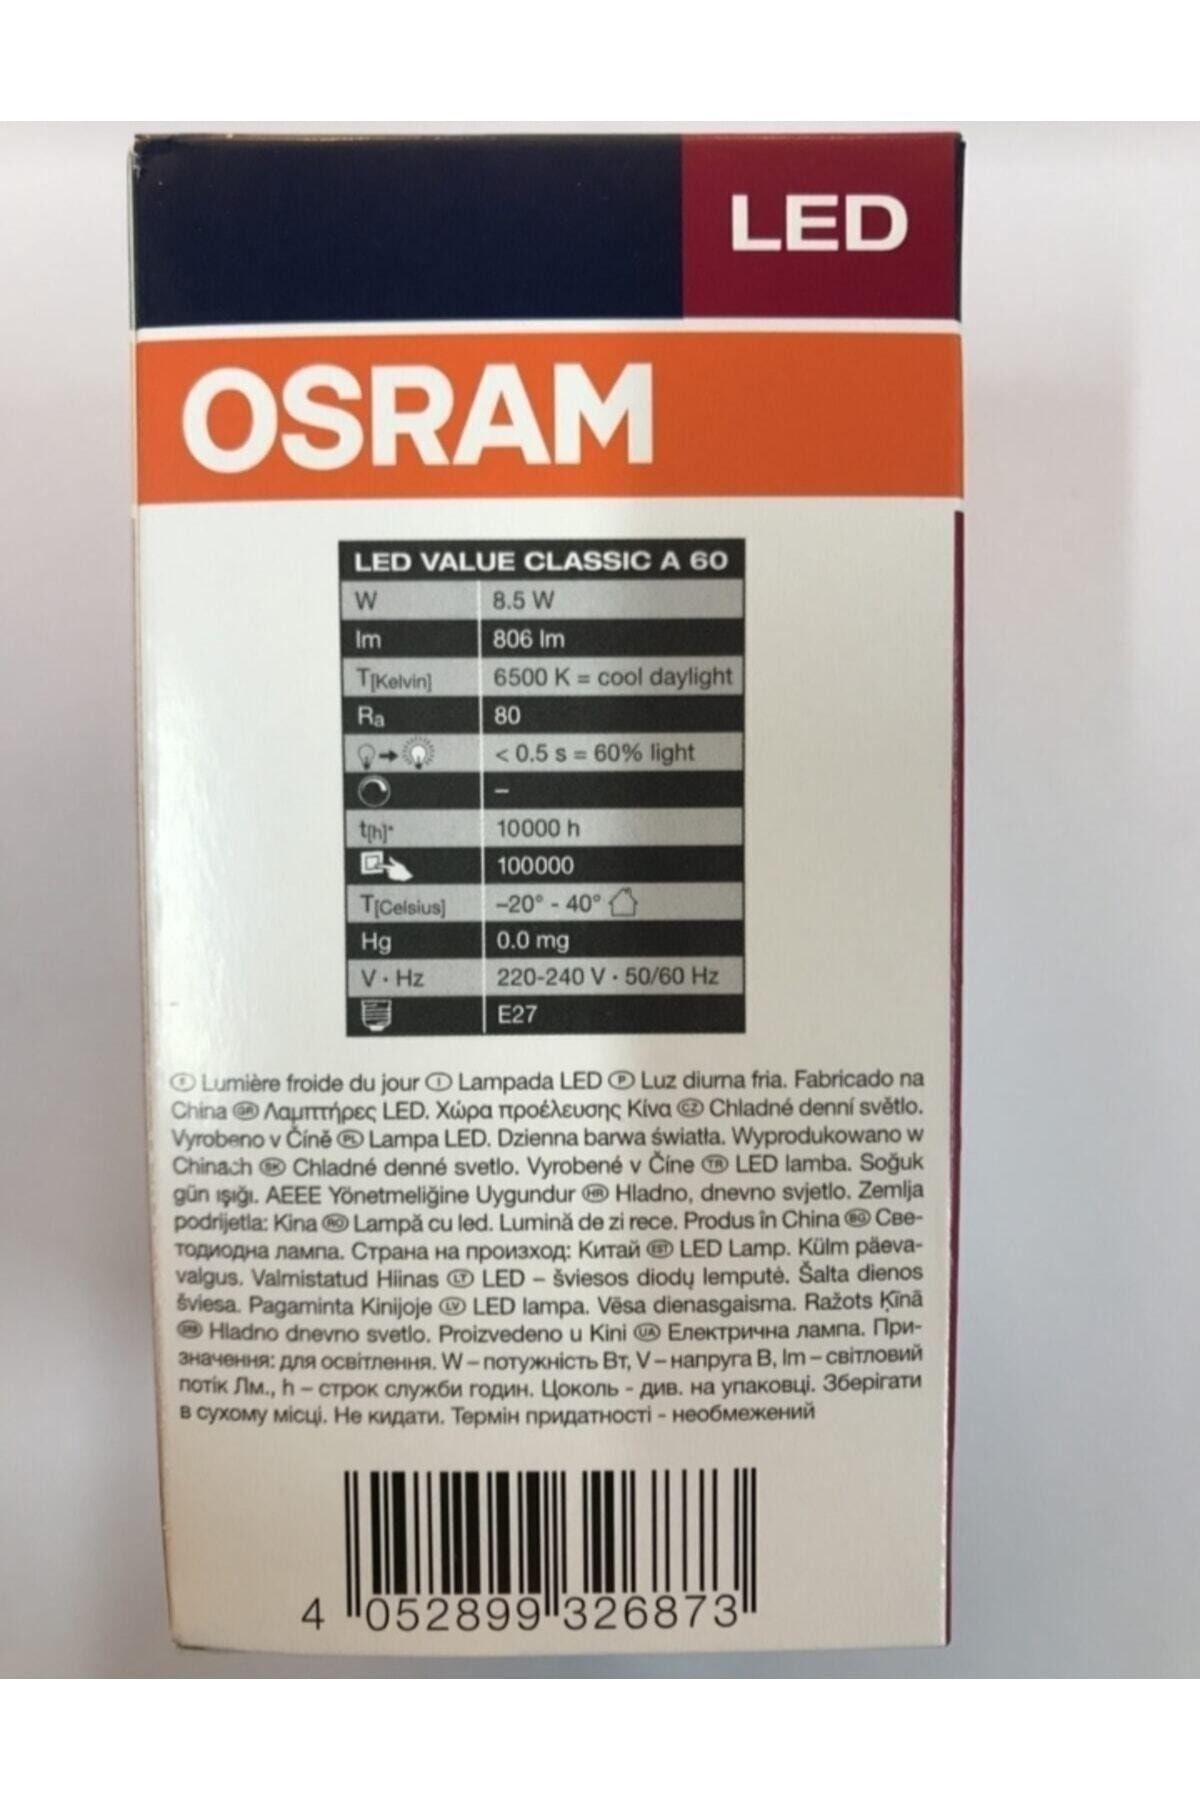 LED
OSRAM
LED VALUE CLASSIC A 60
W 8.5 W
lm 806 lm
T[Kelvin] 6500 K = cool daylight
Ra 80
< 0.5 s = 60% light
–
t[h]* 10000 h
100000
T[Celsius] –20° - 40°
Hg 0.0 mg
V · Hz 220-240 V · 50/60 Hz
E27
F Lumière froide du jour I Lampada LED P Luz diurna fria. Fabricado na
China GR Λαμπτήρες LED. Χώρα προέλευσης Κίνα CZ Chladné denní světlo.
Vyrobeno v Číně PL Lampa LED. Dzienna barwa światła. Wyprodukowano w
Chinach SK Chladné denné svetlo. Vyrobené v Číne TR LED lamba. Soğuk
gün ışığı. AEEE Yönetmeliğine Uygundur HR Hladno, dnevno svjetlo. Zemlja
podrijetla: Kina RO Lampă cu led. Lumină de zi rece. Produs în China BG Све-
тодиодна лампа. Страна на произход: Китай EST LED Lamp. Külm päeva-
valgus. Valmistatud Hiinas LT LED – šviesos diodų lemputė. Šalta dienos
šviesa. Pagaminta Kinijoje LV LED lampa. Vēsa dienasgaisma. Ražots Ķīnā
SRB Hladno dnevno svetlo. Proizvedeno u Kini UA Електрична лампа. При-
значення: для освітлення. W – потужність Вт, V – напруга В, lm – світловий
потік Лм., h – строк служби годин. Цоколь - див. на упаковці. Зберігати
в сухому місці. Не кидати. Термін придатності - необмежений
4 052899 326873